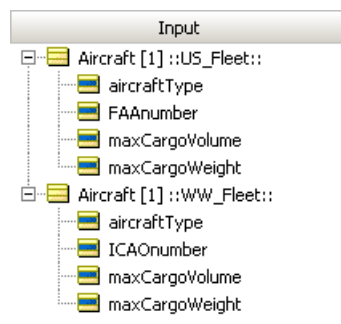 Input
Aircraft [1] ::US_Fleet::
aircraftType
FAAnumber
maxCargoVolume
maxCargoWeight
Aircraft [1] ::WW_Fleet::
aircraftType
ICAOnumber
maxCargoVolume
maxCargoWeight